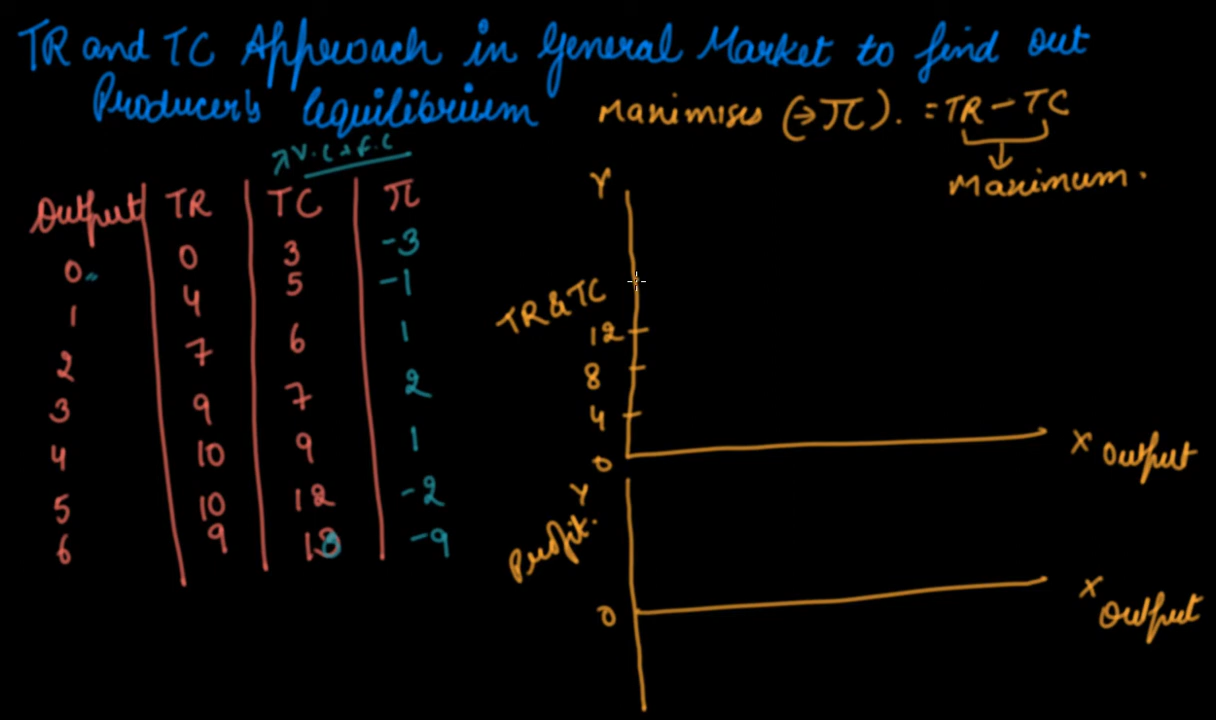 TR and TC Approach in General Market to find out
Producer's Equilibrium Maximises (→π). = TR - TC
Maximum.
↗V.C + F.C
Output TR TC π
0 0 3 -3
1 4 5 -1
2 7 6 1
3 9 7 2
4 10 9 1
5 10 12 -2
6 9 18 -9
Y
TR & TC
12
8
4
0
X Output
Y
Profit.
0
X Output